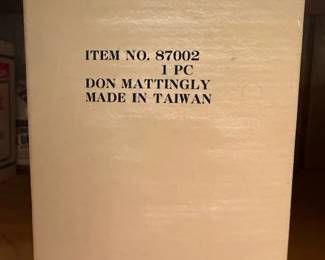 ITEM NO. 87002
1 PC
DON MATTINGLY
MADE IN TAIWAN